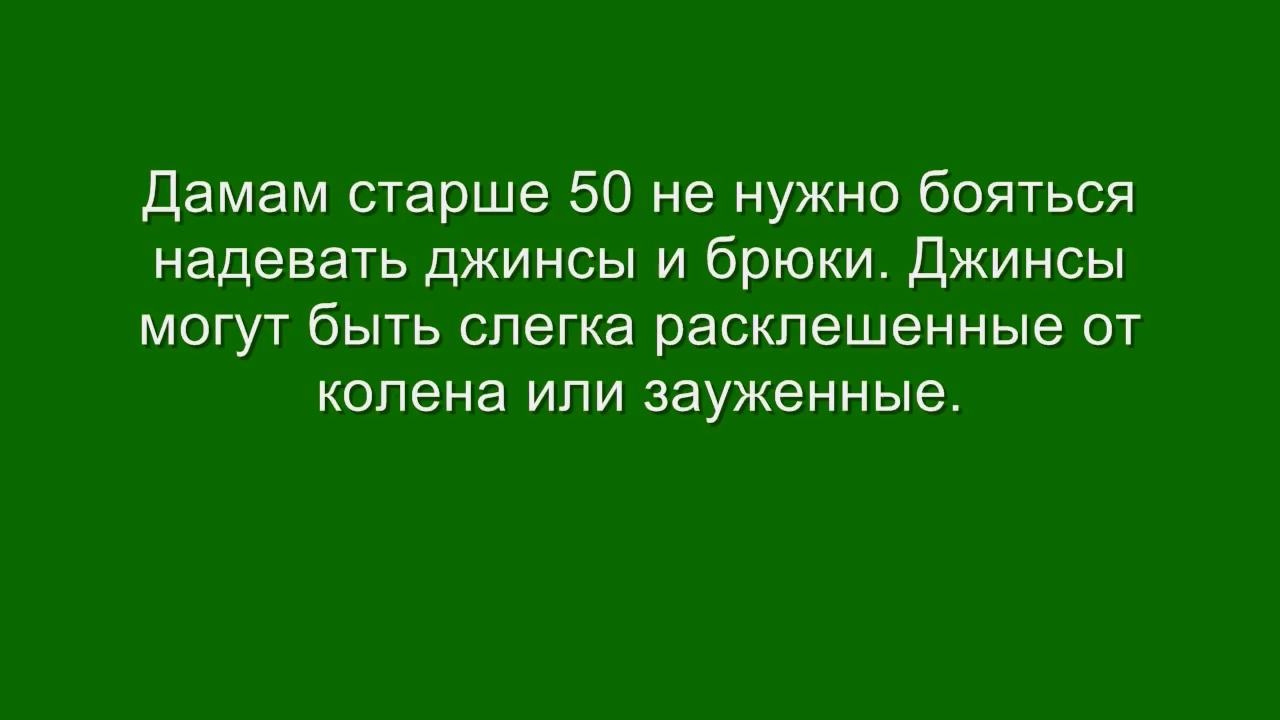 Дамам старше 50 не нужно бояться
надевать джинсы и брюки. Джинсы
могут быть слегка расклешенные от
колена или зауженные.